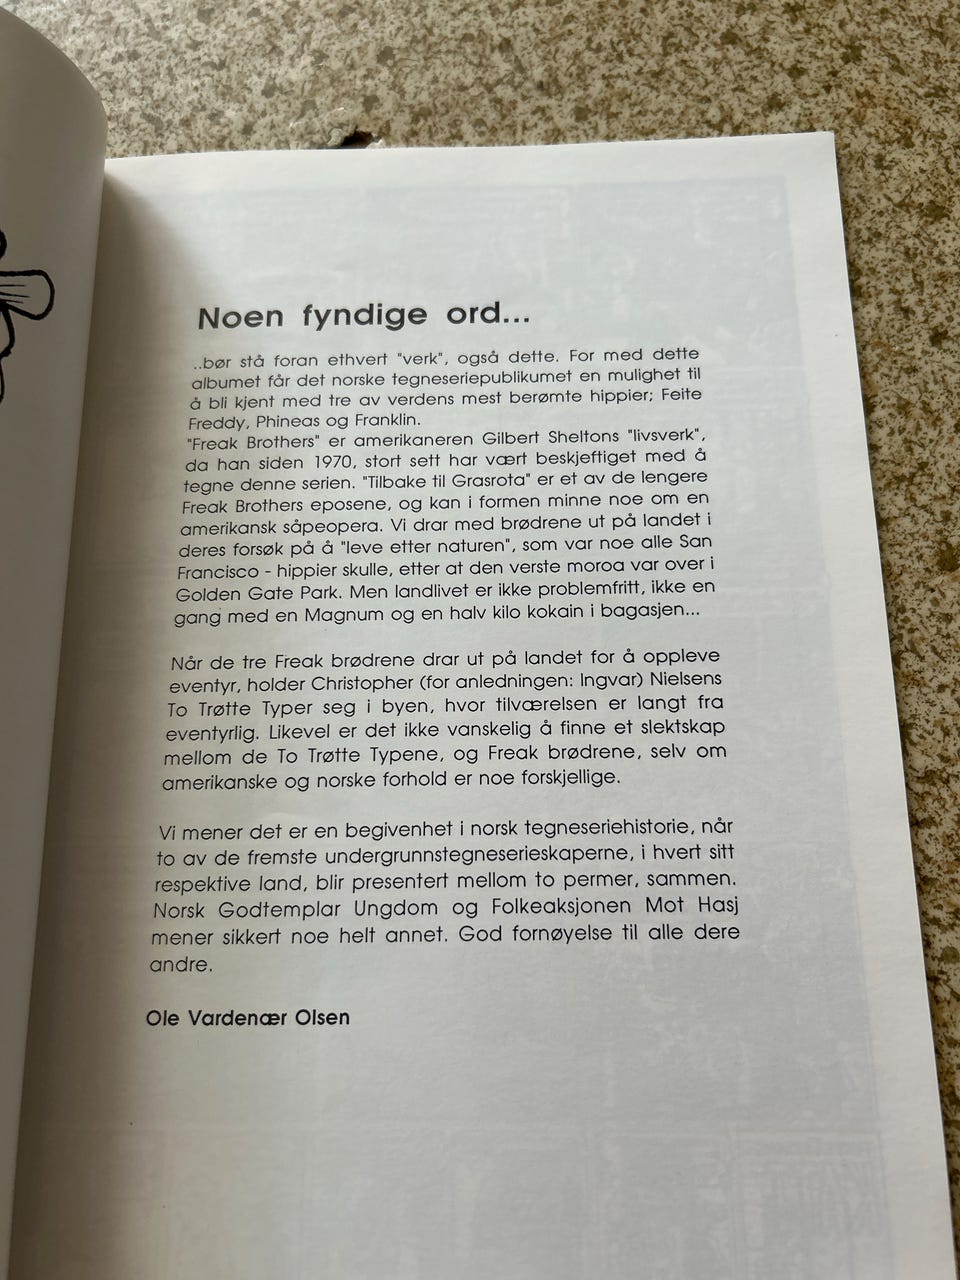 Noen fyndige ord...
..bør stå foran ethvert "verk", også dette. For med dette
albumet får det norske tegneseriepublikumet en mulighet til
å bli kjent med tre av verdens mest berømte hippier; Feite
Freddy, Phineas og Franklin.
"Freak Brothers" er amerikaneren Gilbert Sheltons "livsverk",
da han siden 1970, stort sett har vært beskjeftiget med å
tegne denne serien. "Tilbake til Grasrota" er et av de lengere
Freak Brothers eposene, og kan i formen minne noe om en
amerikansk såpeopera. Vi drar med brødrene ut på landet i
deres forsøk på å "leve etter naturen", som var noe alle San
Francisco - hippier skulle, etter at den verste moroa var over i
Golden Gate Park. Men landlivet er ikke problemfritt, ikke en
gang med en Magnum og en halv kilo kokain i bagasjen...
Når de tre Freak brødrene drar ut på landet for å oppleve
eventyr, holder Christopher (for anledningen: Ingvar) Nielsens
To Trøtte Typer seg i byen, hvor tilværelsen er langt fra
eventyrlig. Likevel er det ikke vanskelig å finne et slektskap
mellom de To Trøtte Typene, og Freak brødrene, selv om
amerikanske og norske forhold er noe forskjellige.
Vi mener det er en begivenhet i norsk tegneseriehistorie, når
to av de fremste undergrunnstegneserieskaperne, i hvert sitt
respektive land, blir presentert mellom to permer, sammen.
Norsk Godtemplar Ungdom og Folkeaksjonen Mot Hasj
mener sikkert noe helt annet. God fornøyelse til alle dere
andre.
Ole Vardenær Olsen